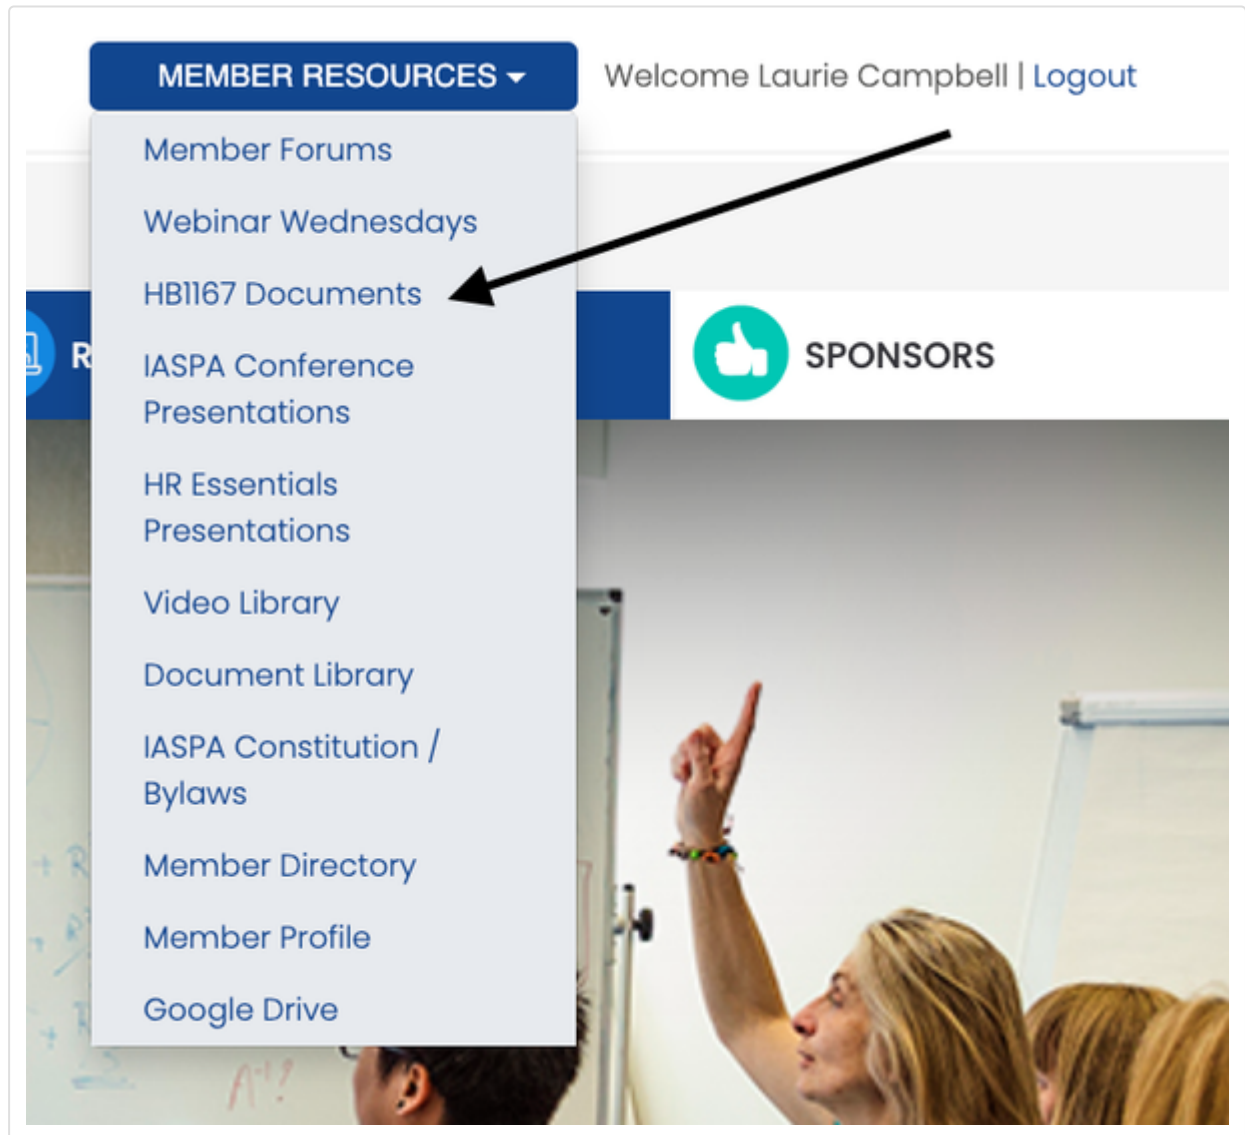 MEMBER RESOURCES
Welcome Laurie Campbell | Logout
Member Forums
Webinar Wednesdays
HB1167 Documents
R
SPONSORS
IASPA Conference
Presentations
HR Essentials
Presentations
Video Library
Document Library
IASPA Constitution /
Bylaws
Member Directory
Member Profile
Google Drive
A+?